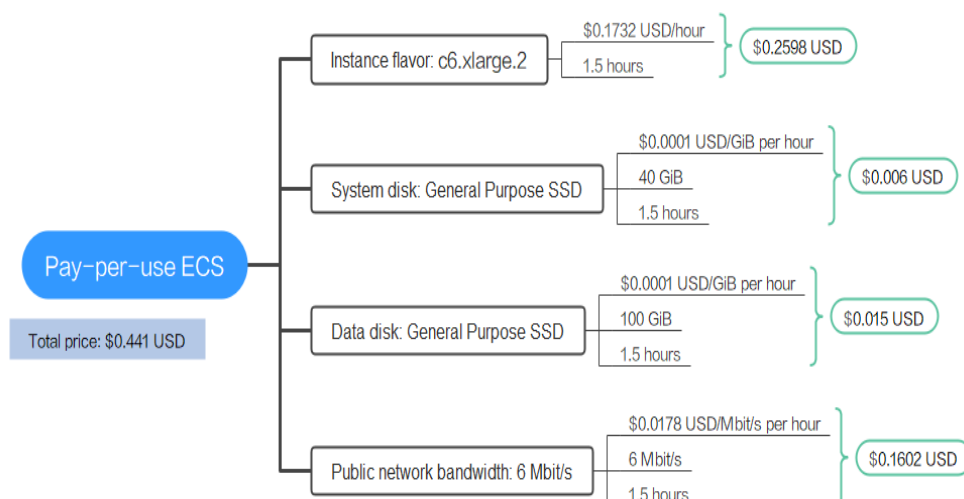 Instance flavor: c6.xlarge.2
$0.1732 USD/hour
1.5 hours
$0.2598 USD
System disk: General Purpose SSD
$0.0001 USD/GiB per hour
40 GiB
1.5 hours
$0.006 USD
Pay-per-use ECS
Total price: $0.441 USD
Data disk: General Purpose SSD
$0.0001 USD/GiB per hour
100 GiB
1.5 hours
$0.015 USD
Public network bandwidth: 6 Mbit/s
$0.0178 USD/Mbit/s per hour
6 Mbit/s
1.5 hours
$0.1602 USD